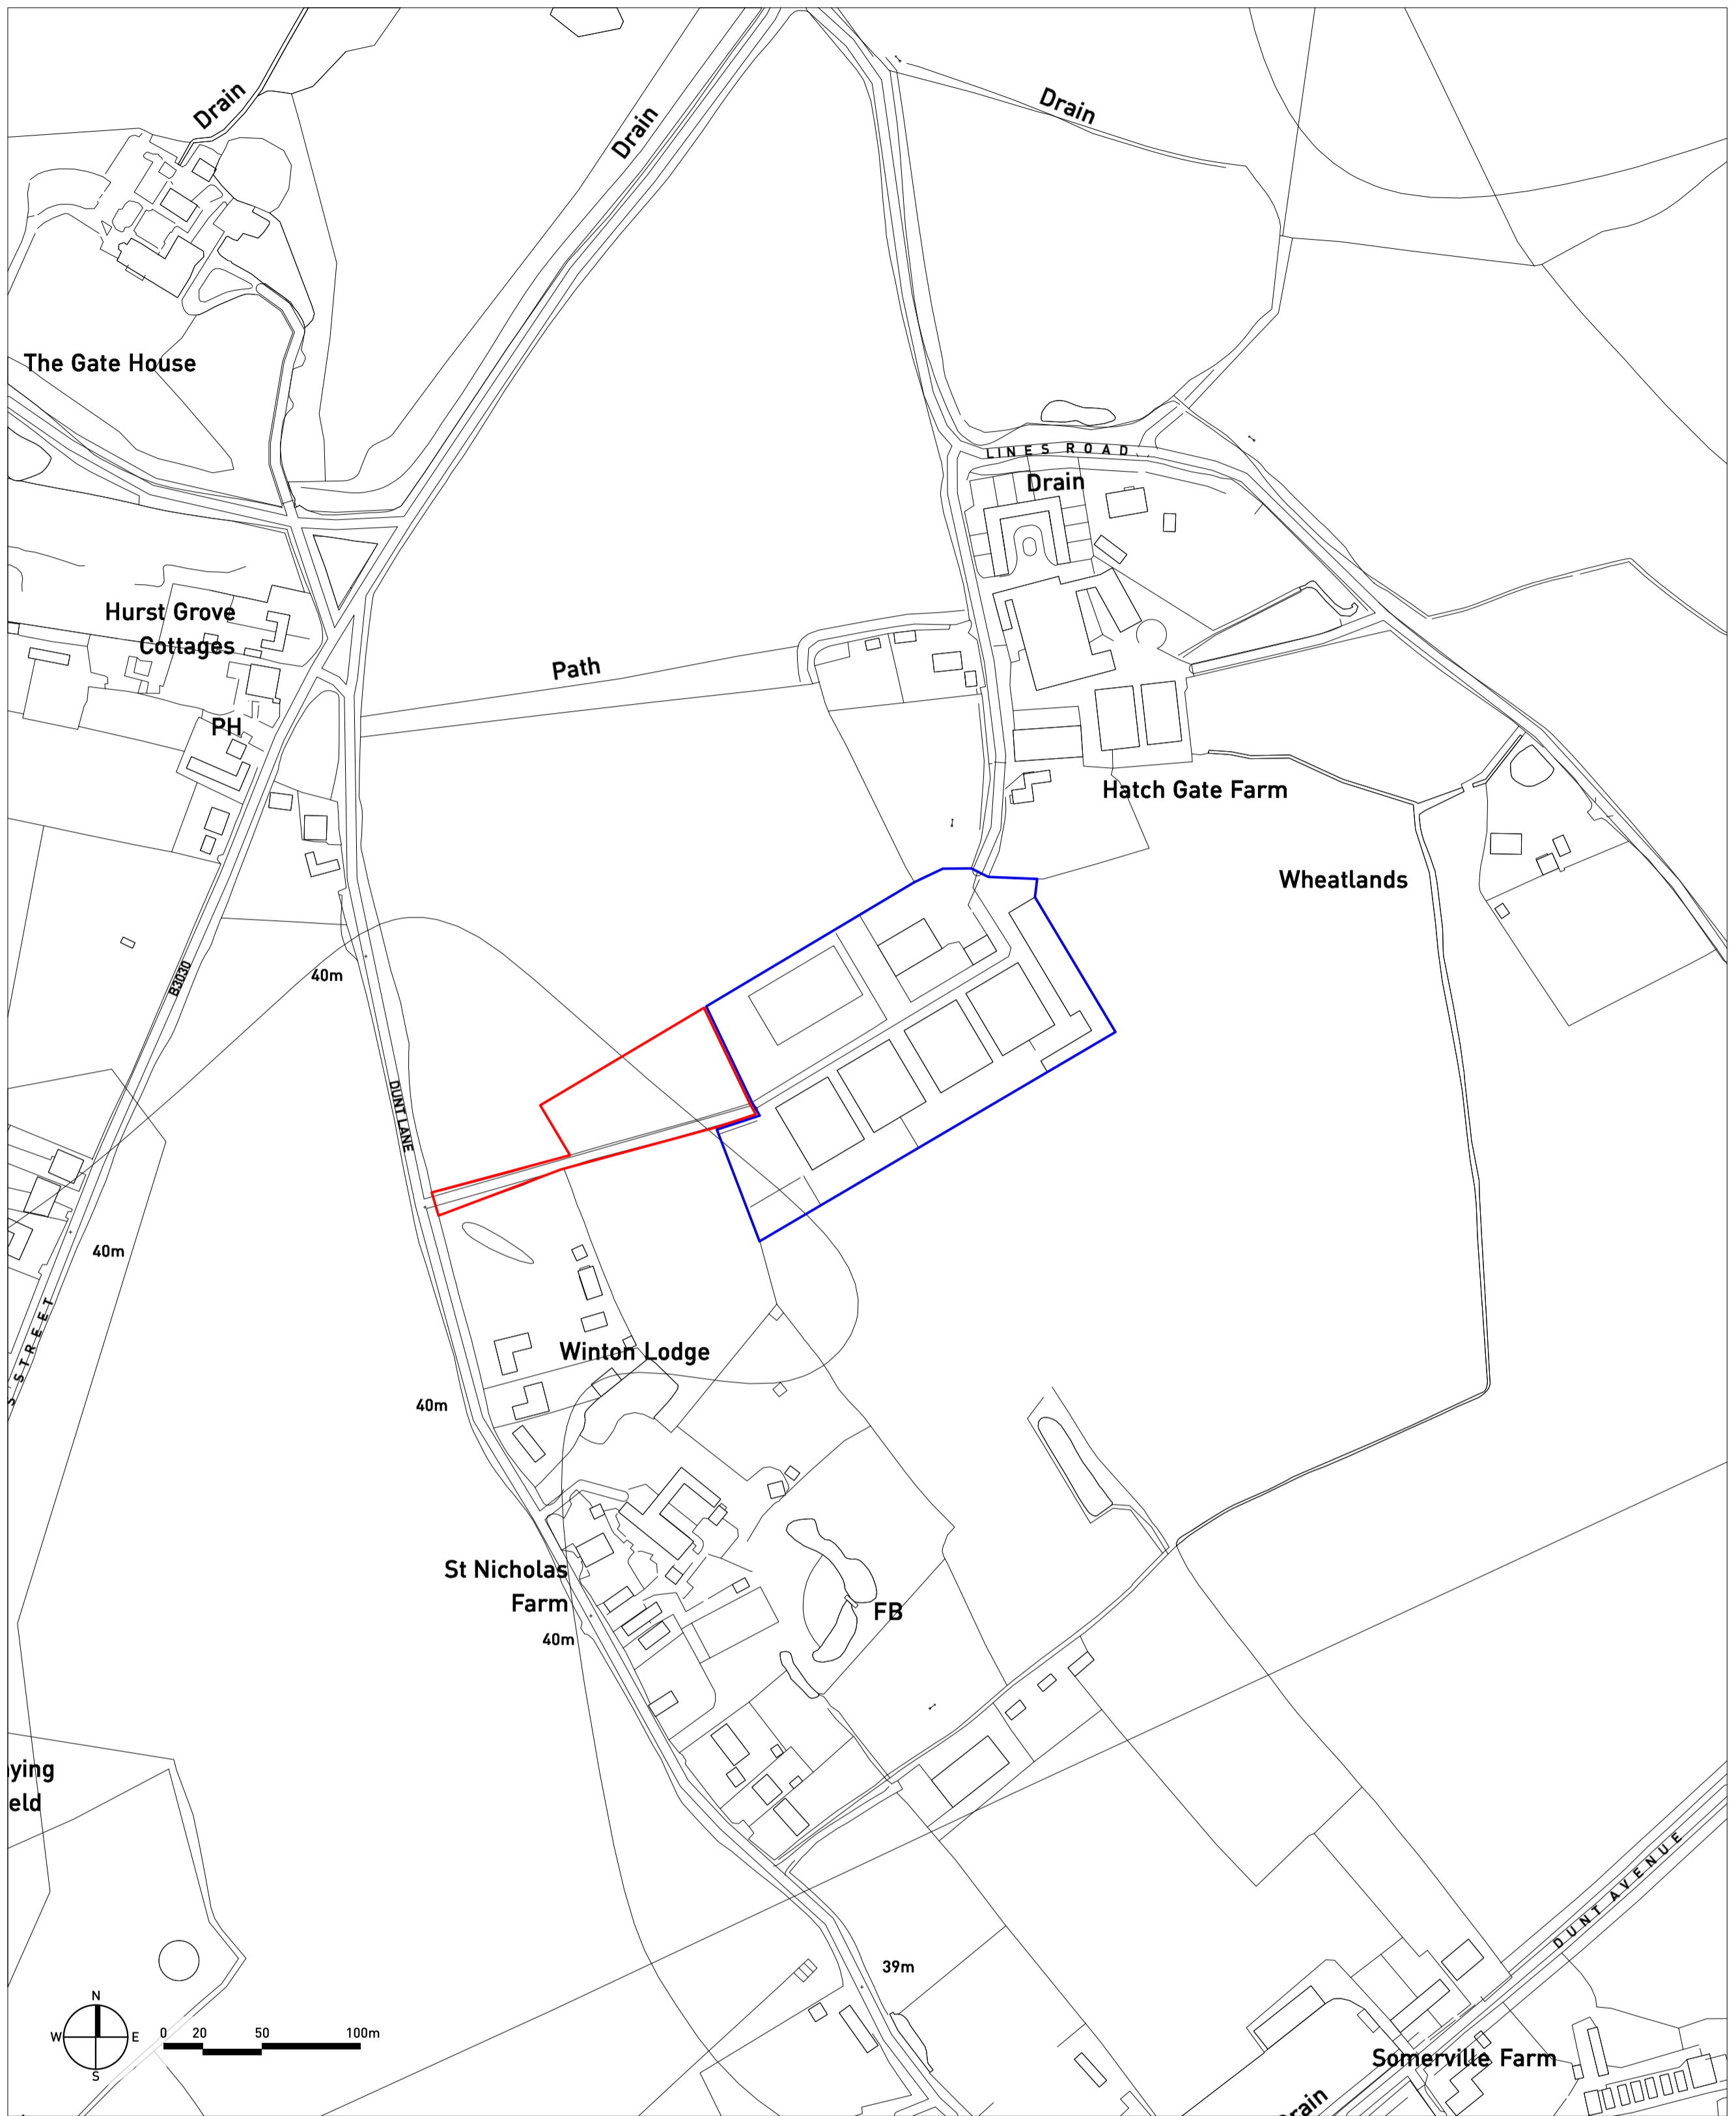 Drain
Drain
Drain
The Gate House
LINES ROAD
Drain
Hurst Grove
Cottages
Path
PH
Hatch Gate Farm
Wheatlands
B3030
40m
DUNT LANE
40m
S STREET
Winton Lodge
40m
St Nicholas
Farm
FB
40m
aying
eld
DUNT AVENUE
39m
N
W E
S
0 20 50 100m
Somerville Farm
Drain